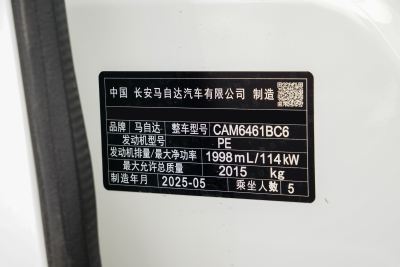 中国 长安马自达汽车有限公司 制造
品牌 马自达 整车型号 CAM6461BC6
发动机型号 PE
发动机排量/最大净功率 1998mL/114kW
最大允许总质量 2015 kg
制造年月 2025-05 乘坐人数 5